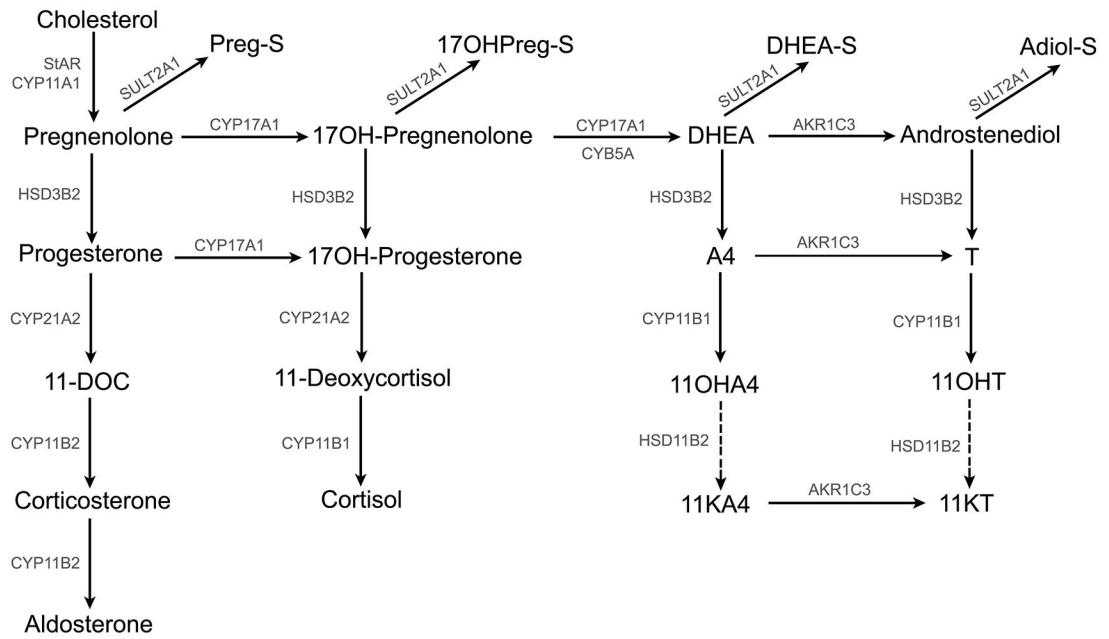 Cholesterol
StAR
CYP11A1
SULT2A1
Preg-S
SULT2A1
17OHPreg-S
SULT2A1
DHEA-S
SULT2A1
Adiol-S
Pregnenolone
CYP17A1
17OH-Pregnenolone
CYP17A1
CYB5A
DHEA
AKR1C3
Androstenediol
HSD3B2
HSD3B2
HSD3B2
HSD3B2
Progesterone
CYP17A1
17OH-Progesterone
A4
AKR1C3
T
CYP21A2
CYP21A2
CYP11B1
CYP11B1
11-DOC
11-Deoxycortisol
11OHA4
11OHT
CYP11B2
CYP11B1
HSD11B2
HSD11B2
Corticosterone
Cortisol
11KA4
AKR1C3
11KT
CYP11B2
Aldosterone